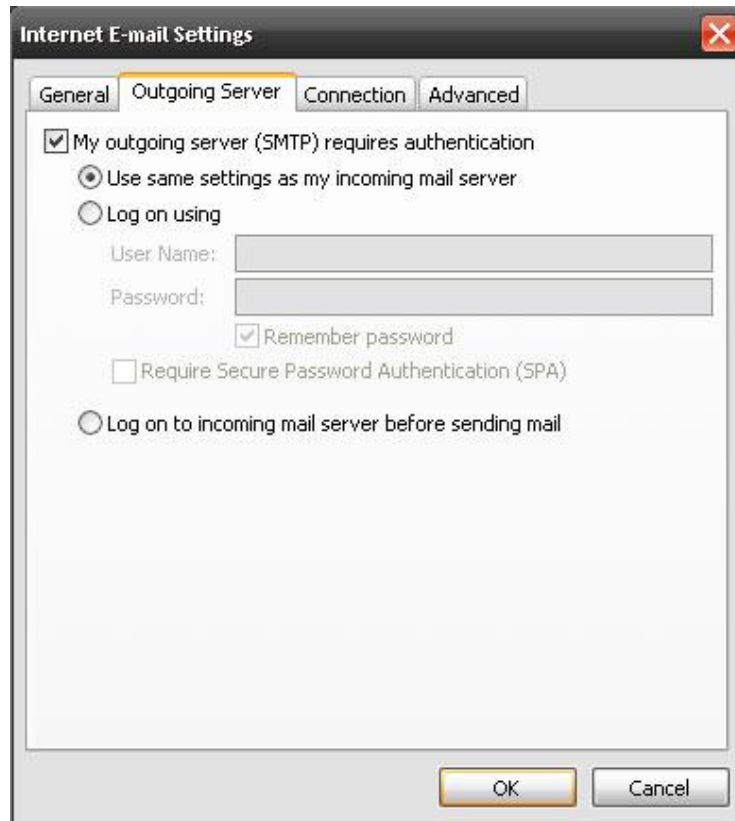 Internet E-mail Settings
General Outgoing Server Connection Advanced
My outgoing server (SMTP) requires authentication
Use same settings as my incoming mail server
Log on using
User Name:
Password:
Remember password
Require Secure Password Authentication (SPA)
Log on to incoming mail server before sending mail
OK Cancel